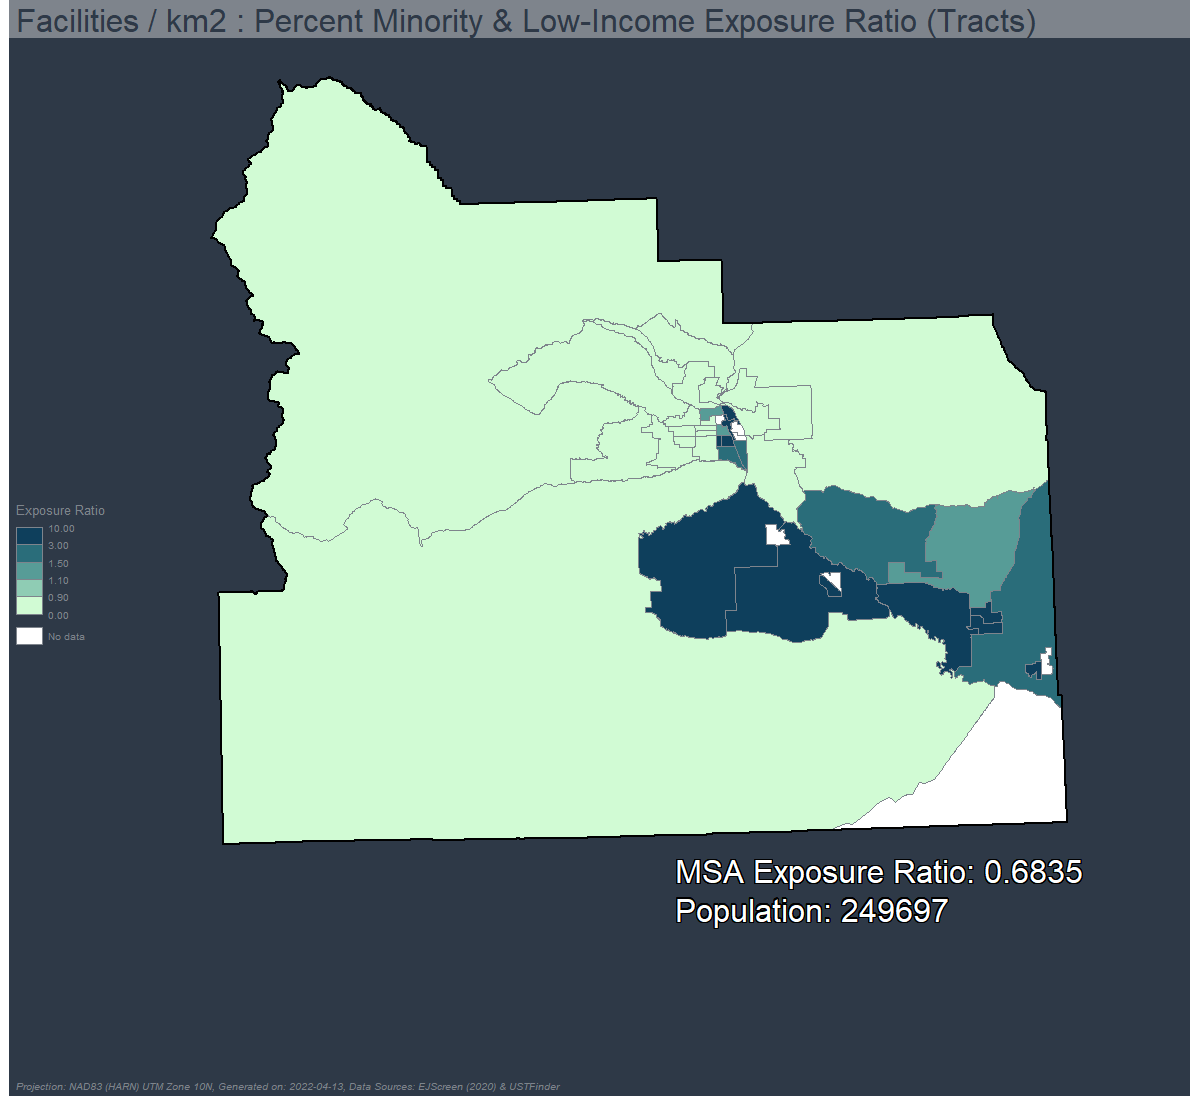 Facilities / km2 : Percent Minority & Low-Income Exposure Ratio (Tracts)
Exposure Ratio
10.00
3.00
1.50
1.10
0.90
0.00
No data
MSA Exposure Ratio: 0.6835
Population: 249697
Projection: NAD83 (HARN) UTM Zone 10N, Generated on: 2022-04-13, Data Sources: EJScreen (2020) & USTFinder